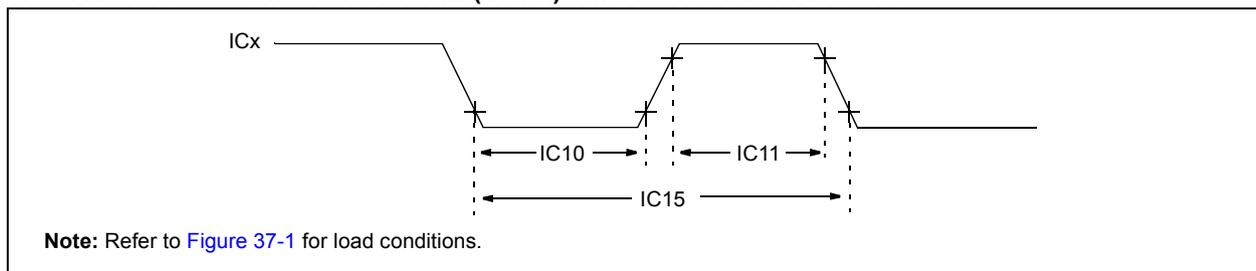 ICx
IC10
IC11
IC15
Note: Refer to Figure 37-1 for load conditions.